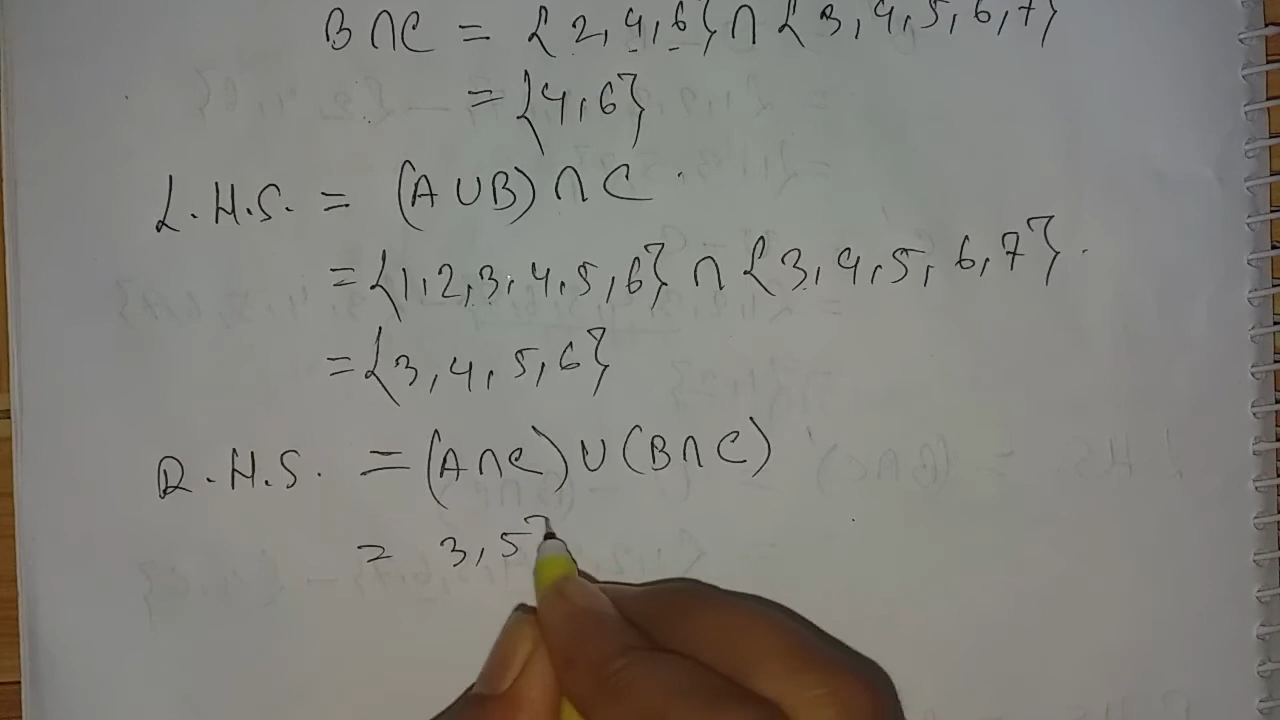 B∩C = {2,4,6}∩{3,4,5,6,7}
= {4,6}
L.H.S. = (A∪B)∩C.
= {1,2,3,4,5,6} ∩ {3,4,5,6,7}.
= {3,4,5,6}
R.H.S. = (A∩C)∪(B∩C)
= 3,5}